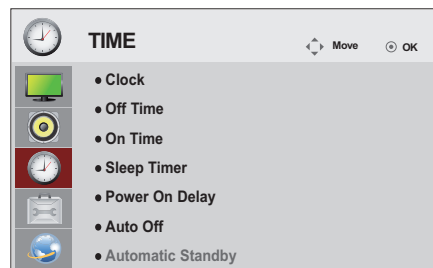 TIME
Move
OK
• Clock
• Off Time
• On Time
• Sleep Timer
• Power On Delay
• Auto Off
• Automatic Standby